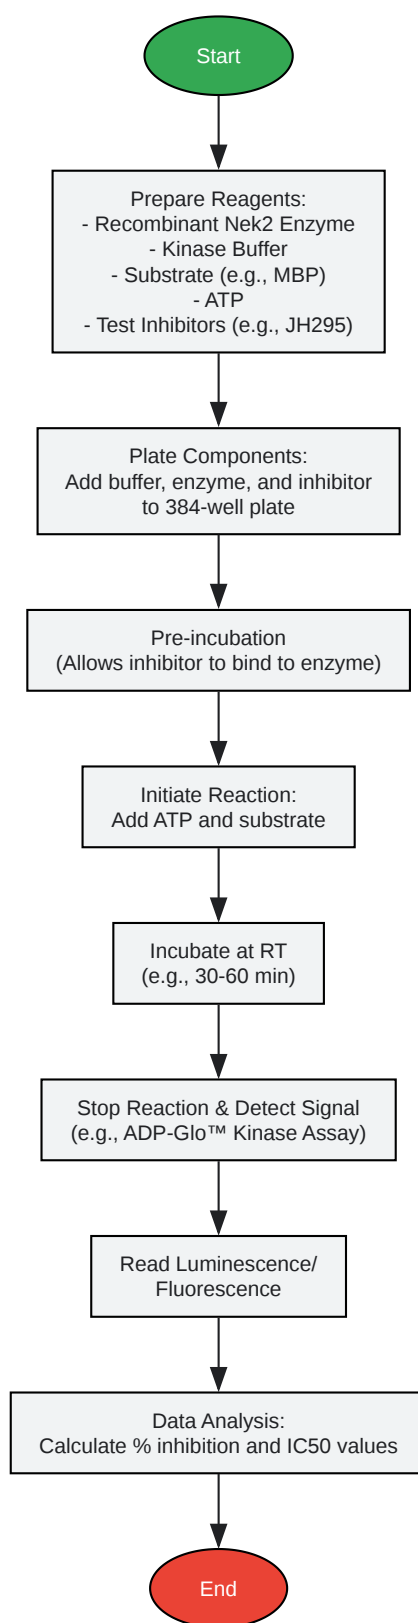 Start
Prepare Reagents:
- Recombinant Nek2 Enzyme
- Kinase Buffer
- Substrate (e.g., MBP)
- ATP
- Test Inhibitors (e.g., JH295)
Plate Components:
Add buffer, enzyme, and inhibitor
to 384-well plate
Pre-incubation
(Allows inhibitor to bind to enzyme)
Initiate Reaction:
Add ATP and substrate
Incubate at RT
(e.g., 30-60 min)
Stop Reaction & Detect Signal
(e.g., ADP-Glo™ Kinase Assay)
Read Luminescence/
Fluorescence
Data Analysis:
Calculate % inhibition and IC50 values
End